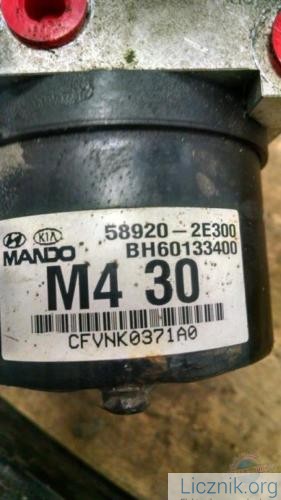 58920-2E300
KIA
MANDO BH60133400
M4 30
CFVNK0371A0
Licznik.org